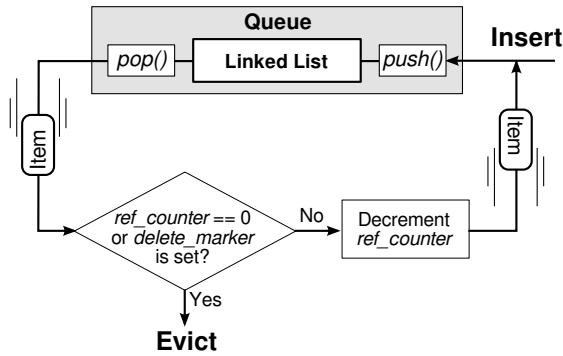 Queue
Insert
pop()
Linked List
push()
Item
Item
ref_counter == 0
or delete_marker
is set?
No
Decrement
ref_counter
Yes
Evict